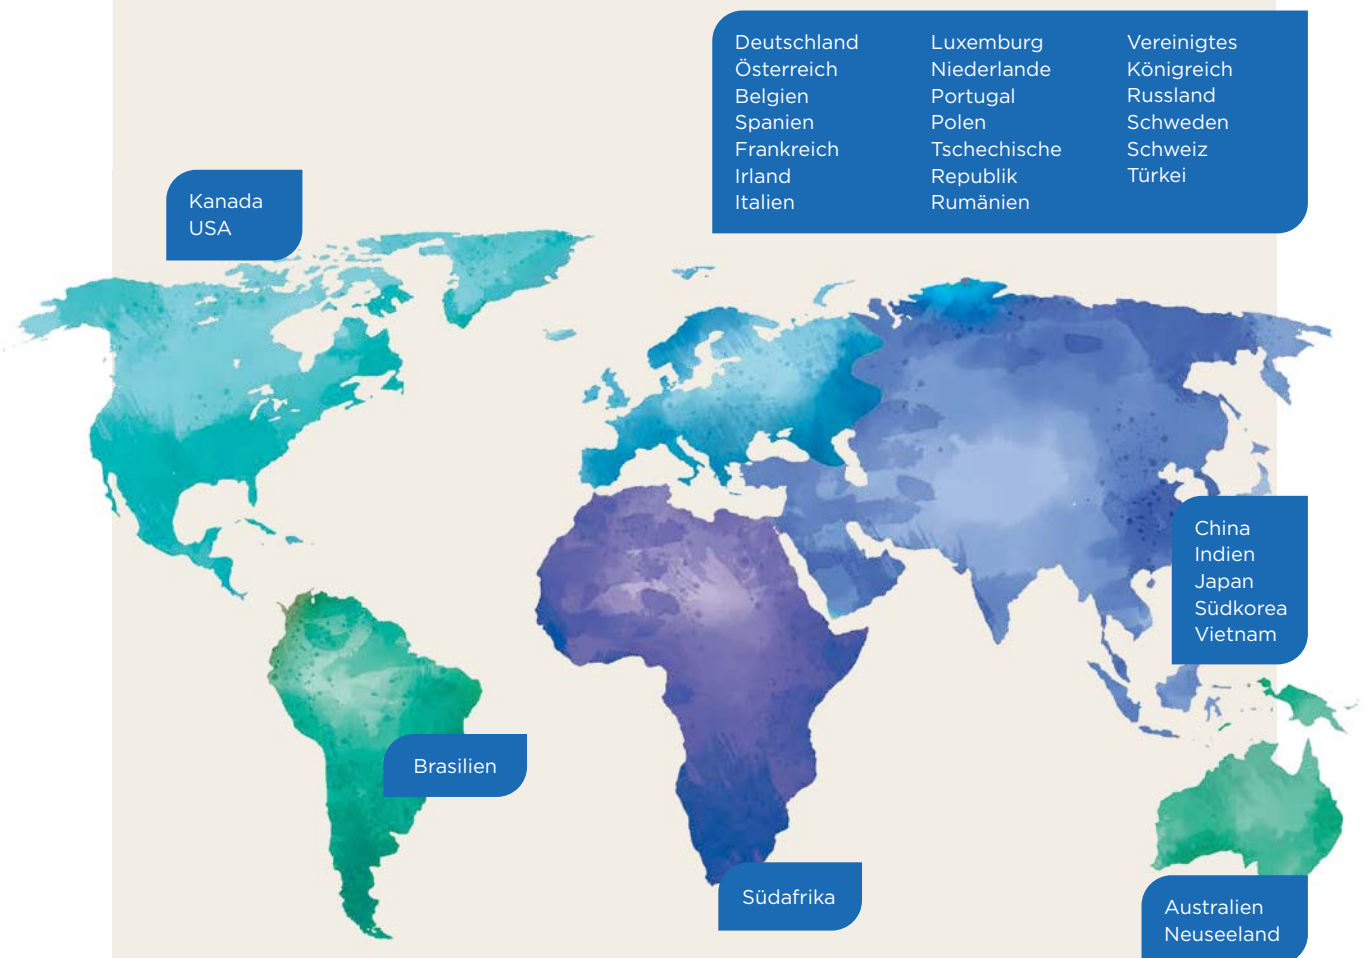 Deutschland
Österreich
Belgien
Spanien
Frankreich
Irland
Italien
Luxemburg
Niederlande
Portugal
Polen
Tschechische
Republik
Rumänien
Vereinigtes
Königreich
Russland
Schweden
Schweiz
Türkei
Kanada
USA
China
Indien
Japan
Südkorea
Vietnam
Brasilien
Südafrika
Australien
Neuseeland